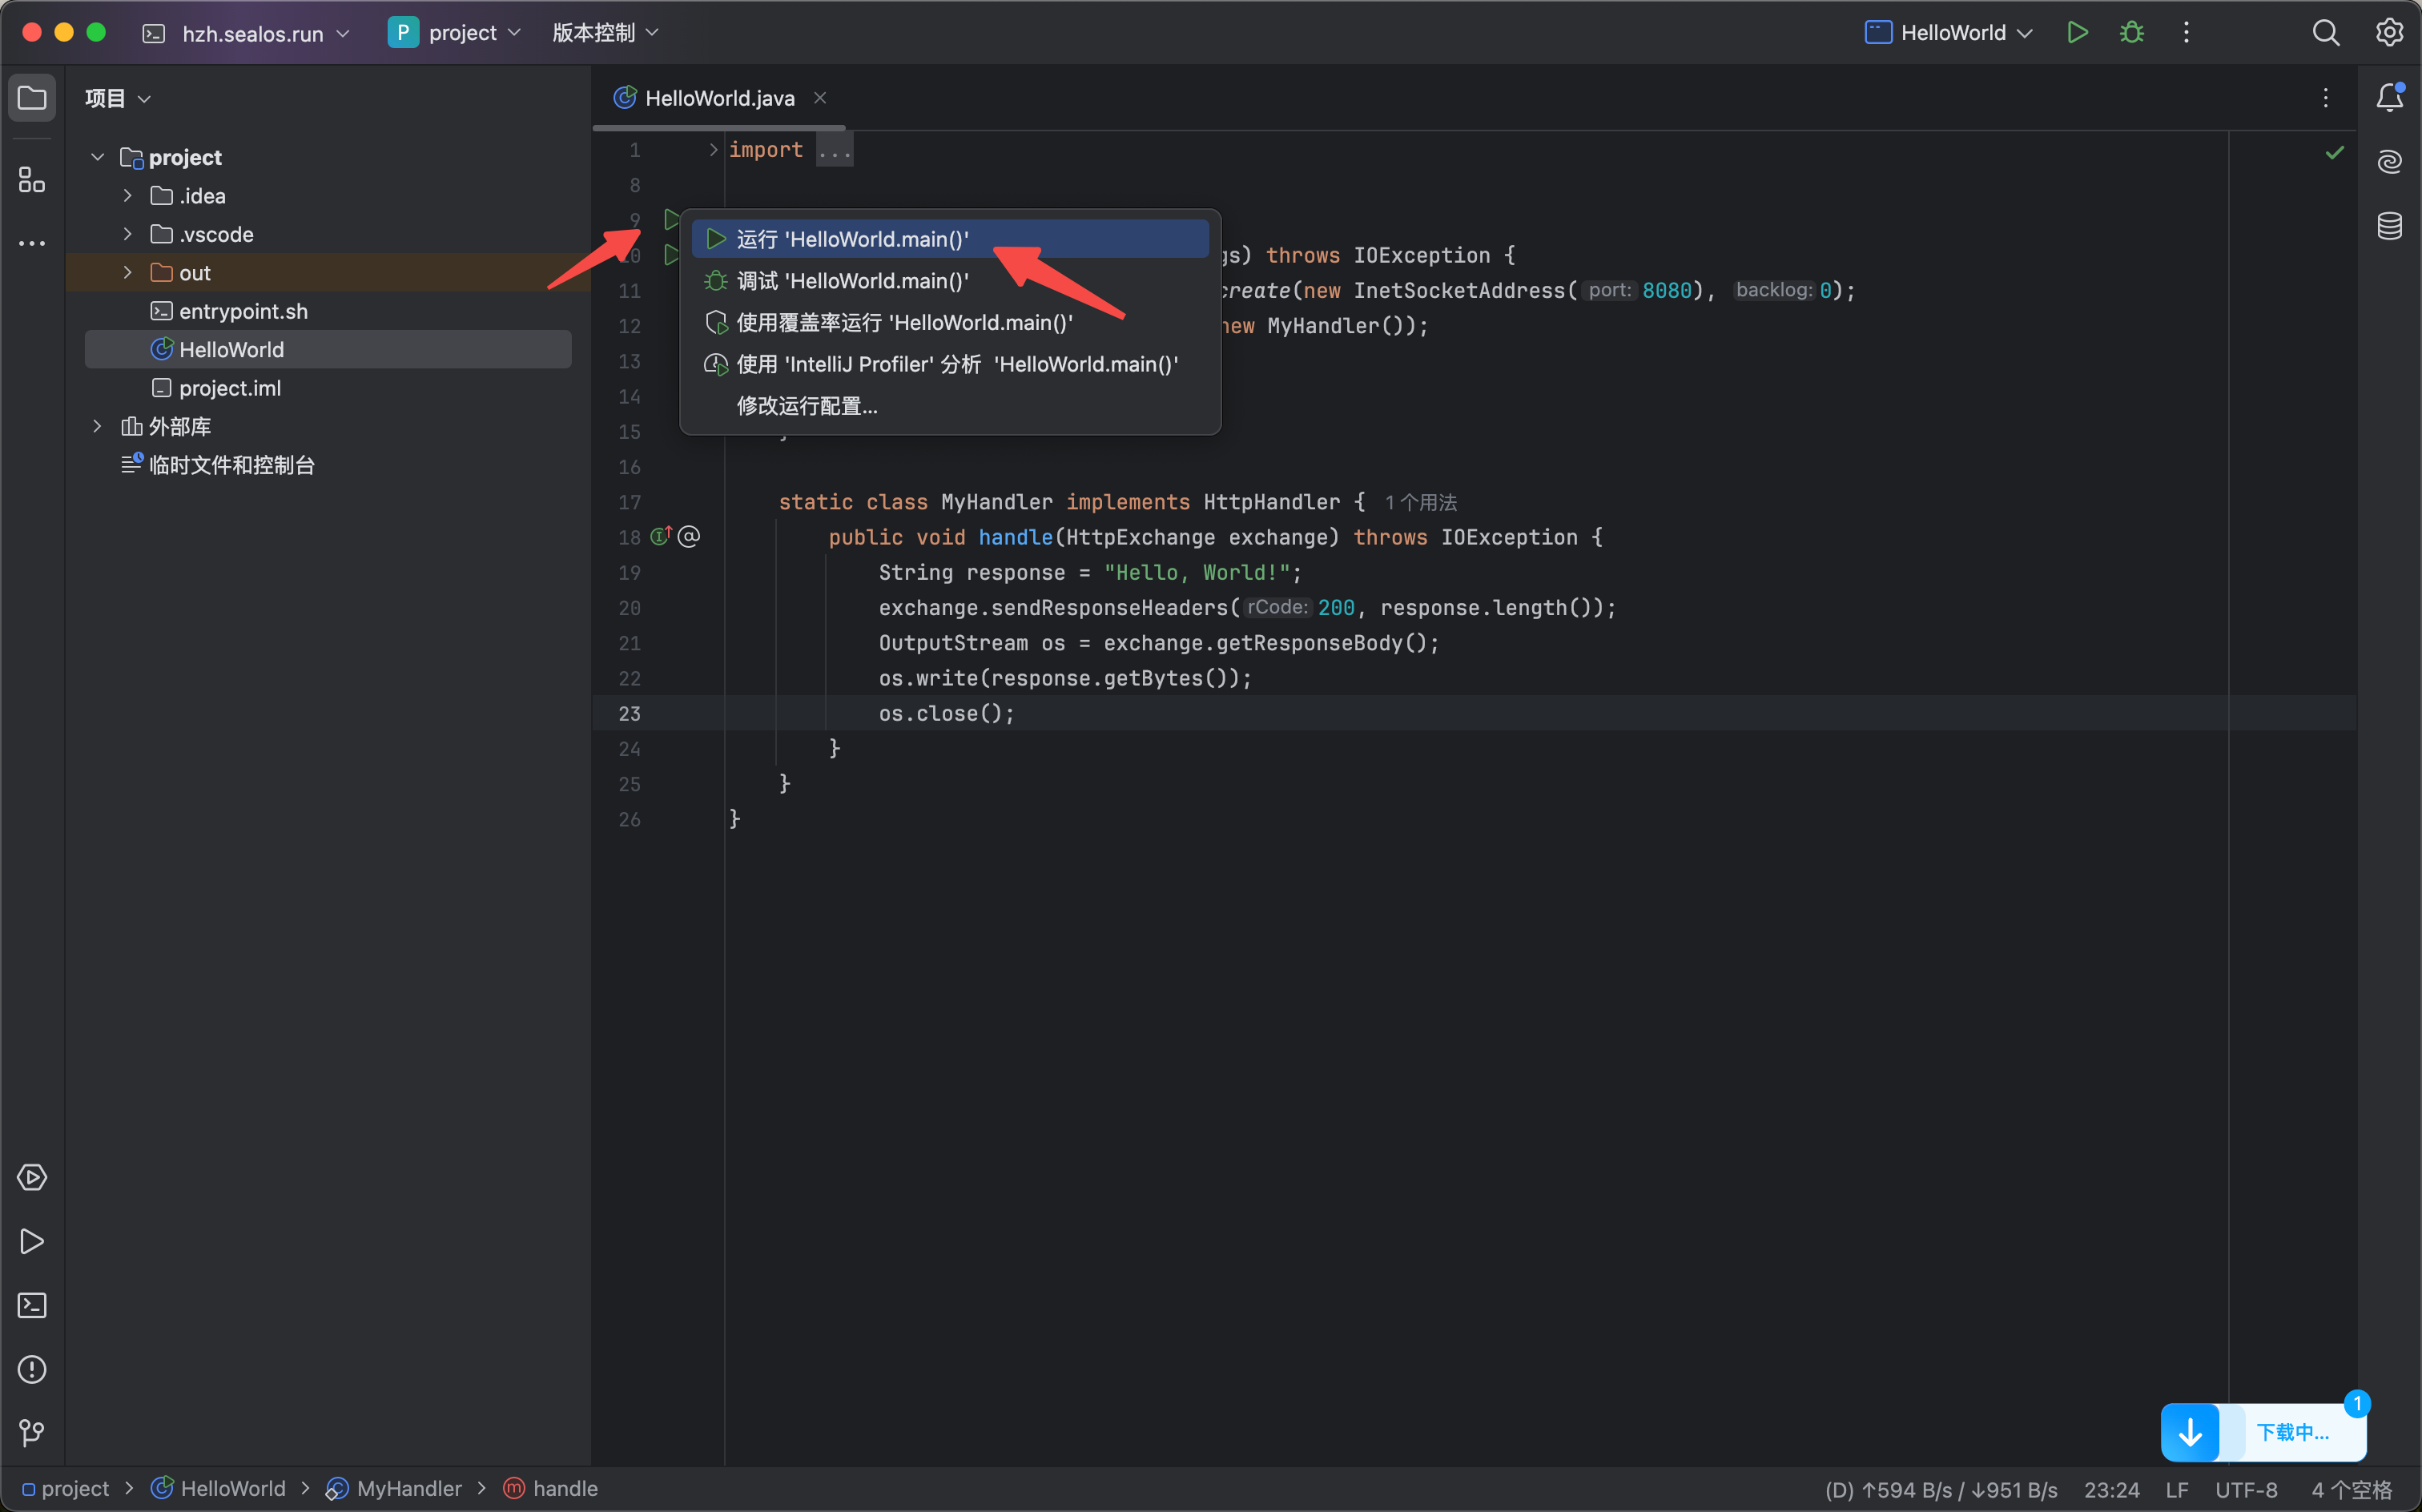 hzh.sealos.run
P project
版本控制
HelloWorld
项目
project
.idea
.vscode
out
entrypoint.sh
HelloWorld
project.iml
外部库
临时文件和控制台
HelloWorld.java
1 import ...
8
9
运行 'HelloWorld.main()'
调试 'HelloWorld.main()'
使用覆盖率运行 'HelloWorld.main()'
使用 'IntelliJ Profiler' 分析 'HelloWorld.main()'
修改运行配置...
gs) throws IOException {
11 create(new InetSocketAddress( port: 8080), backlog: 0);
12 new MyHandler());
13
14
15
16
17 static class MyHandler implements HttpHandler { 1 个用法
18 @ public void handle(HttpExchange exchange) throws IOException {
19 String response = "Hello, World!";
20 exchange.sendResponseHeaders( rCode: 200, response.length());
21 OutputStream os = exchange.getResponseBody();
22 os.write(response.getBytes());
23 os.close();
24 }
25 }
26 }
1
下载中...
project > HelloWorld > MyHandler > handle
(D) ↑594 B/s / ↓951 B/s 23:24 LF UTF-8 4 个空格